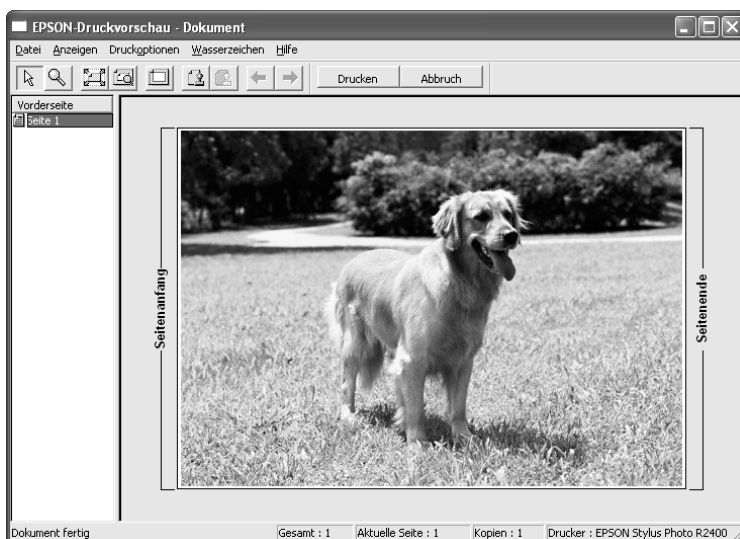 EPSON-Druckvorschau - Dokument
Datei Anzeigen Druckoptionen Wasserzeichen Hilfe
Drucken Abbruch
Vorderseite
Seite 1
Seitenanfang
Seitenende
Dokument fertig Gesamt : 1 Aktuelle Seite : 1 Kopien : 1 Drucker : EPSON Stylus Photo R2400